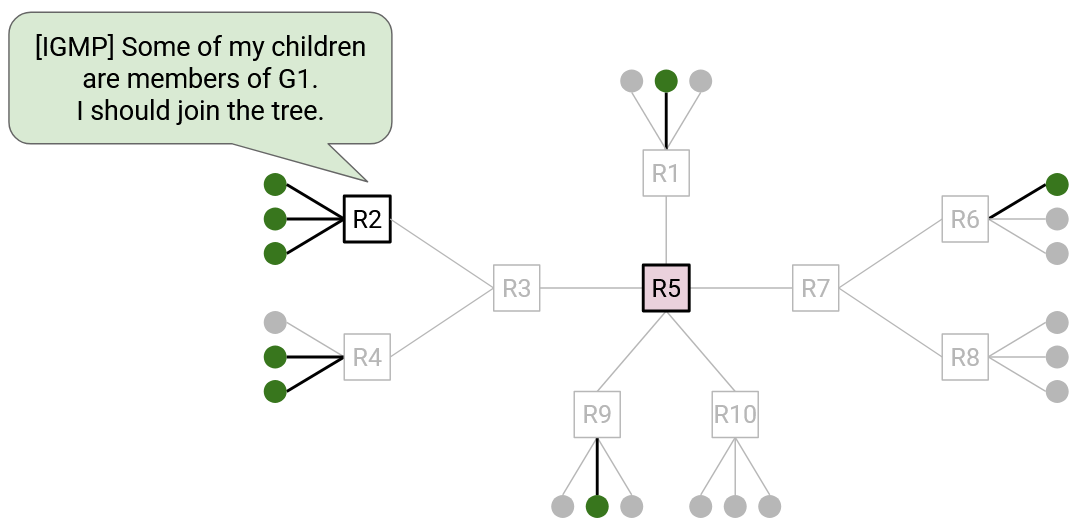 [IGMP] Some of my children
are members of G1.
I should join the tree.
R1
R2
R6
R3
R5
R7
R4
R8
R9
R10